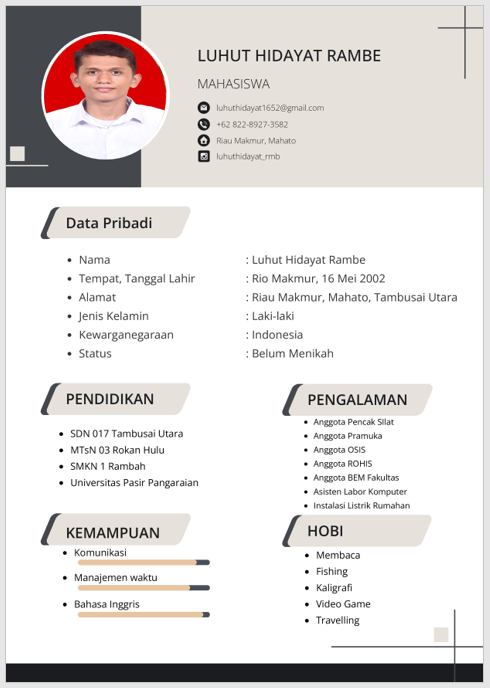 LUHUT HIDAYAT RAMBE
MAHASISWA
luhuthidayat1652@gmail.com
+62 822-8927-3582
Riau Makmur, Mahato
luhuthidayat_rmb
Data Pribadi
• Nama : Luhut Hidayat Rambe
• Tempat, Tanggal Lahir : Rio Makmur, 16 Mei 2002
• Alamat : Riau Makmur, Mahato, Tambusai Utara
• Jenis Kelamin : Laki-laki
• Kewarganegaraan : Indonesia
• Status : Belum Menikah
PENDIDIKAN
• SDN 017 Tambusai Utara
• MTsN 03 Rokan Hulu
• SMKN 1 Rambah
• Universitas Pasir Pangaraian
PENGALAMAN
• Anggota Pencak SIlat
• Anggota Pramuka
• Anggota OSIS
• Anggota ROHIS
• Anggota BEM Fakultas
• Asisten Labor Komputer
• Instalasi Listrik Rumahan
KEMAMPUAN
• Komunikasi
• Manajemen waktu
• Bahasa Inggris
HOBI
• Membaca
• Fishing
• Kaligrafi
• Video Game
• Travelling